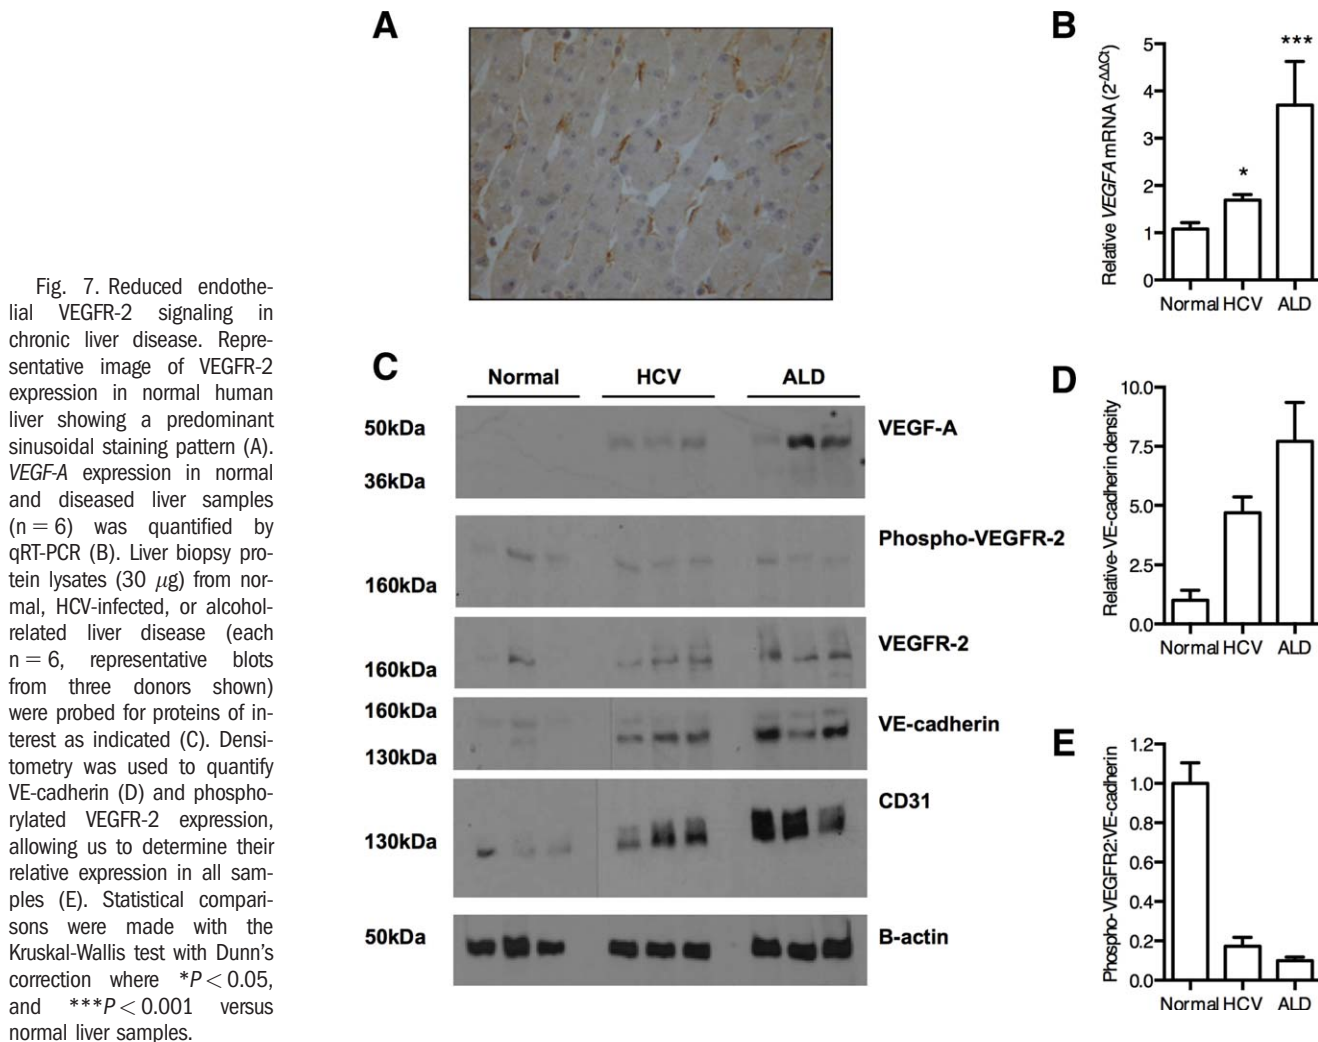 Fig. 7. Reduced endothe-
lial VEGFR-2 signaling in
chronic liver disease. Repre-
sentative image of VEGFR-2
expression in normal human
liver showing a predominant
sinusoidal staining pattern (A).
VEGF-A expression in normal
and diseased liver samples
(n = 6) was quantified by
qRT-PCR (B). Liver biopsy pro-
tein lysates (30 μg) from nor-
mal, HCV-infected, or alcohol-
related liver disease (each
n = 6, representative blots
from three donors shown)
were probed for proteins of in-
terest as indicated (C). Densi-
tometry was used to quantify
VE-cadherin (D) and phospho-
rylated VEGFR-2 expression,
allowing us to determine their
relative expression in all sam-
ples (E). Statistical compari-
sons were made with the
Kruskal-Wallis test with Dunn's
correction where *P < 0.05,
and ***P < 0.001 versus
normal liver samples.
A
B
Relative VEGFA mRNA (2-ΔΔCt)
5
4
3
2
1
0
*
***
Normal HCV ALD
C
Normal HCV ALD
50kDa
36kDa
VEGF-A
160kDa
Phospho-VEGFR-2
160kDa
VEGFR-2
160kDa
130kDa
VE-cadherin
130kDa
CD31
50kDa
B-actin
D
Relative-VE-cadherin density
10.0
7.5
5.0
2.5
0.0
Normal HCV ALD
E
Phospho-VEGFR2:VE-cadherin
1.2
1.0
0.8
0.6
0.4
0.2
0.0
Normal HCV ALD